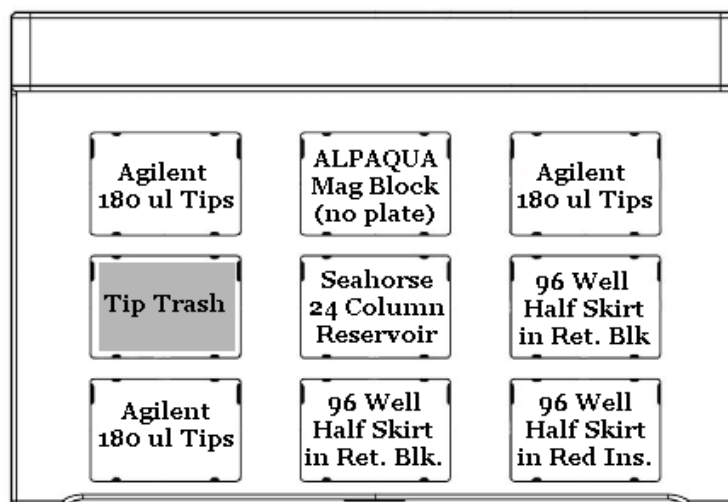 Agilent
180 ul Tips
ALPAQUA
Mag Block
(no plate)
Agilent
180 ul Tips
Tip Trash
Seahorse
24 Column
Reservoir
96 Well
Half Skirt
in Ret. Blk
Agilent
180 ul Tips
96 Well
Half Skirt
in Ret. Blk.
96 Well
Half Skirt
in Red Ins.